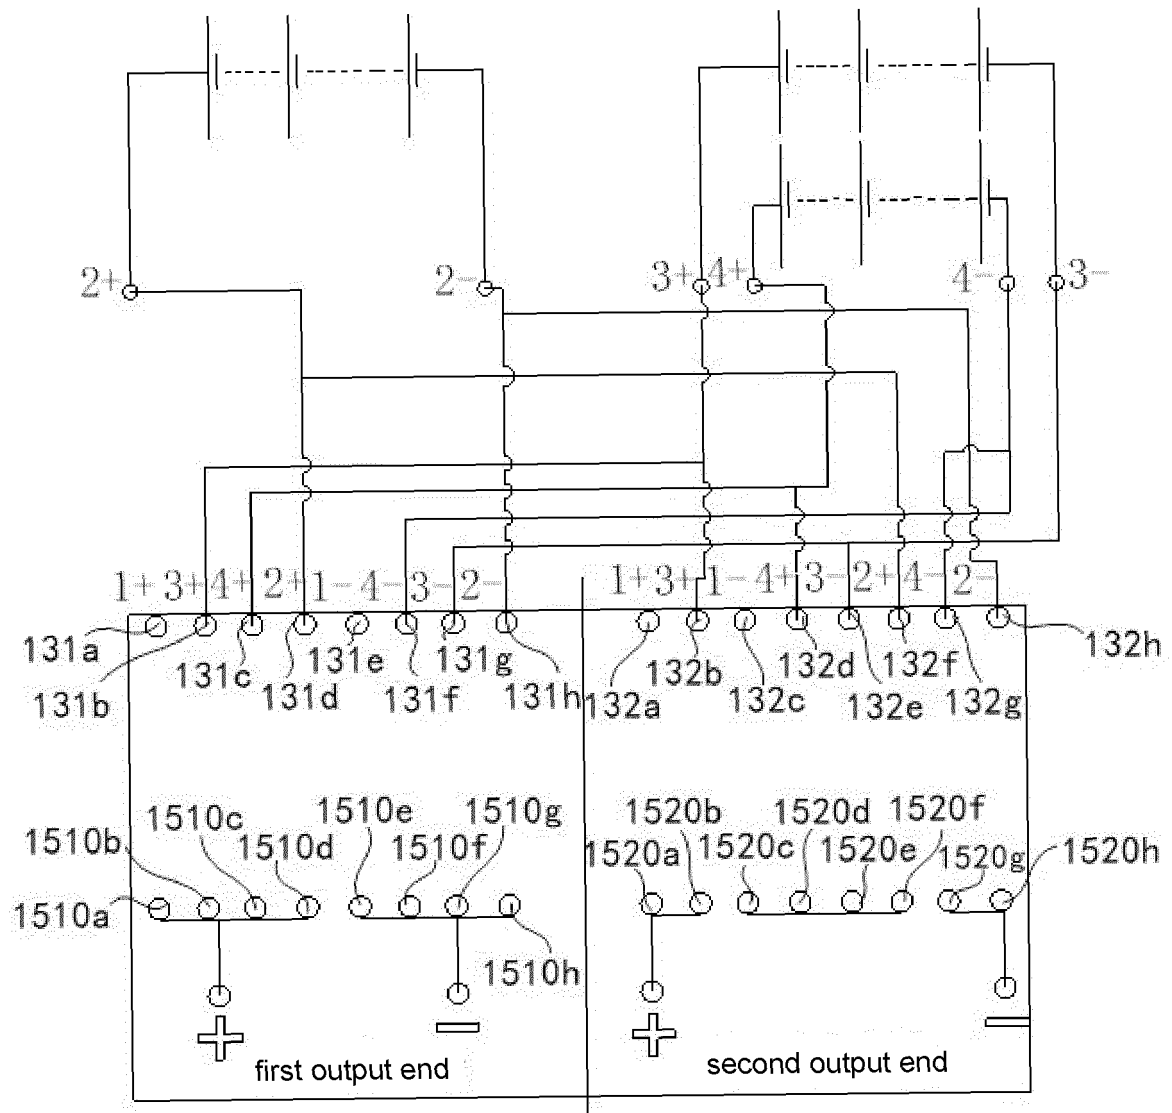 2+ 2- 3+ 4+ 4- 3-
1+ 3+ 4+ 2+ 1- 4- 3- 2- 1+ 3+ 1- 4+ 3- 2+ 4- 2-
131a 131c 131e 131g 132b 132d 132f 132h
131b 131d 131f 131h 132a 132c 132e 132g
1510c 1510e 1510g 1520b 1520d 1520f
1510b 1510d 1510f 1520a 1520c 1520e 1520g 1520h
1510a
1510h
+ − + −
first output end second output end